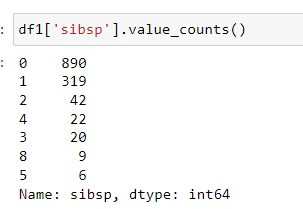 : df1['sibsp'].value_counts()
: 0    890
1    319
2     42
4     22
3     20
8      9
5      6
Name: sibsp, dtype: int64